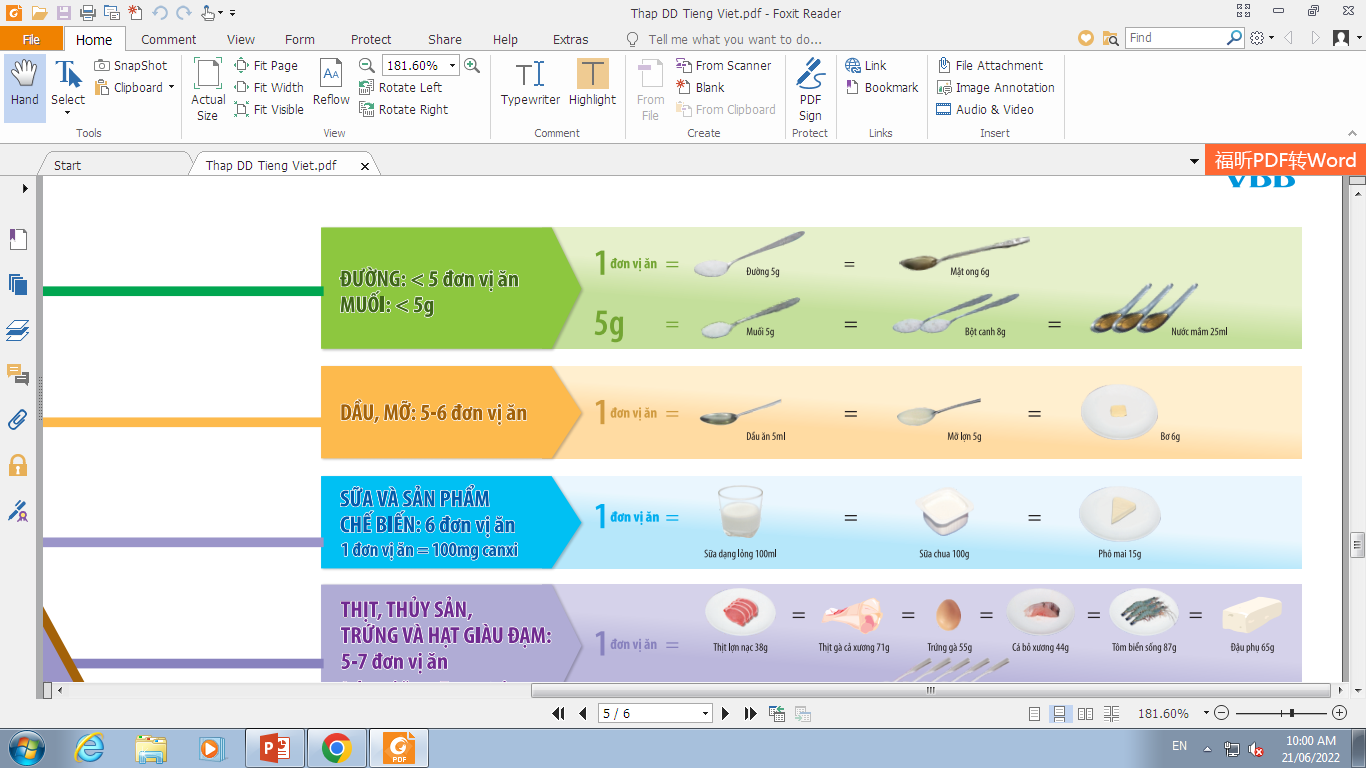 Thap DD Tieng Viet.pdf - Foxit Reader
File Home Comment View Form Protect Share Help Extras Tell me what you want to do... Find
Hand
Select
SnapShot
Clipboard
Tools
Actual Size
Fit Page
Fit Width
Fit Visible
Reflow
181.60%
Rotate Left
Rotate Right
View
Typewriter
Highlight
Comment
From File
From Scanner
Blank
From Clipboard
Create
PDF Sign
Protect
Link
Bookmark
Links
File Attachment
Image Annotation
Audio & Video
Insert
Start
Thap DD Tieng Viet.pdf
福昕PDF转Word
VDD
ĐƯỜNG: < 5 đơn vị ăn
MUỐI: < 5g
1 đơn vị ăn = Đường 5g = Mật ong 6g
5g = Muối 5g = Bột canh 8g = Nước mắm 25ml
DẦU, MỠ: 5-6 đơn vị ăn
1 đơn vị ăn = Dầu ăn 5ml = Mỡ lợn 5g = Bơ 6g
SỮA VÀ SẢN PHẨM
CHẾ BIẾN: 6 đơn vị ăn
1 đơn vị ăn = 100mg canxi
1 đơn vị ăn = Sữa dạng lỏng 100ml = Sữa chua 100g = Phô mai 15g
THỊT, THỦY SẢN,
TRỨNG VÀ HẠT GIÀU ĐẠM:
5-7 đơn vị ăn
1 đơn vị ăn = Thịt lợn nạc 38g = Thịt gà cả xương 71g = Trứng gà 55g = Cá bỏ xương 44g = Tôm biển sống 87g = Đậu phụ 65g
5 / 6
181.60%
PDF
EN
10:00 AM
21/06/2022